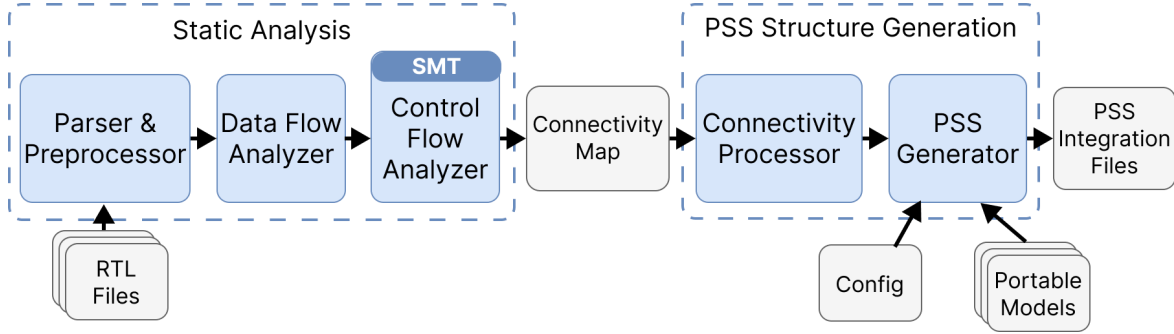 Static Analysis
Parser &
Preprocessor
Data Flow
Analyzer
SMT
Control
Flow
Analyzer
RTL
Files
Connectivity
Map
PSS Structure Generation
Connectivity
Processor
PSS
Generator
Config
Portable
Models
PSS
Integration
Files